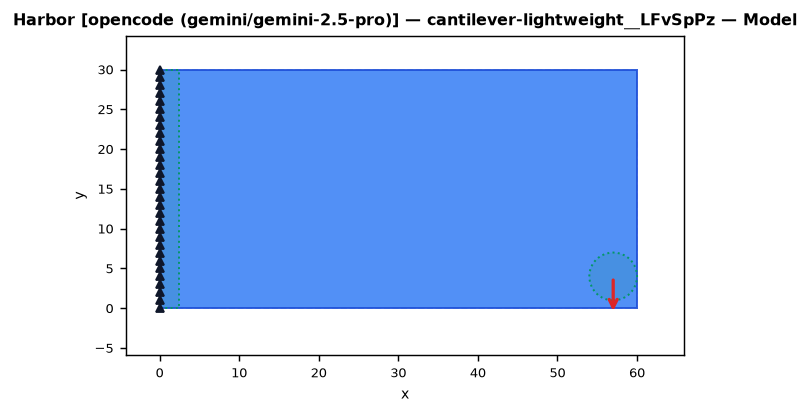 Harbor [opencode (gemini/gemini-2.5-pro)] — cantilever-lightweight__LFvSpPz — Model
30
25
20
15
10
5
0
−5
y
0 10 20 30 40 50 60
x